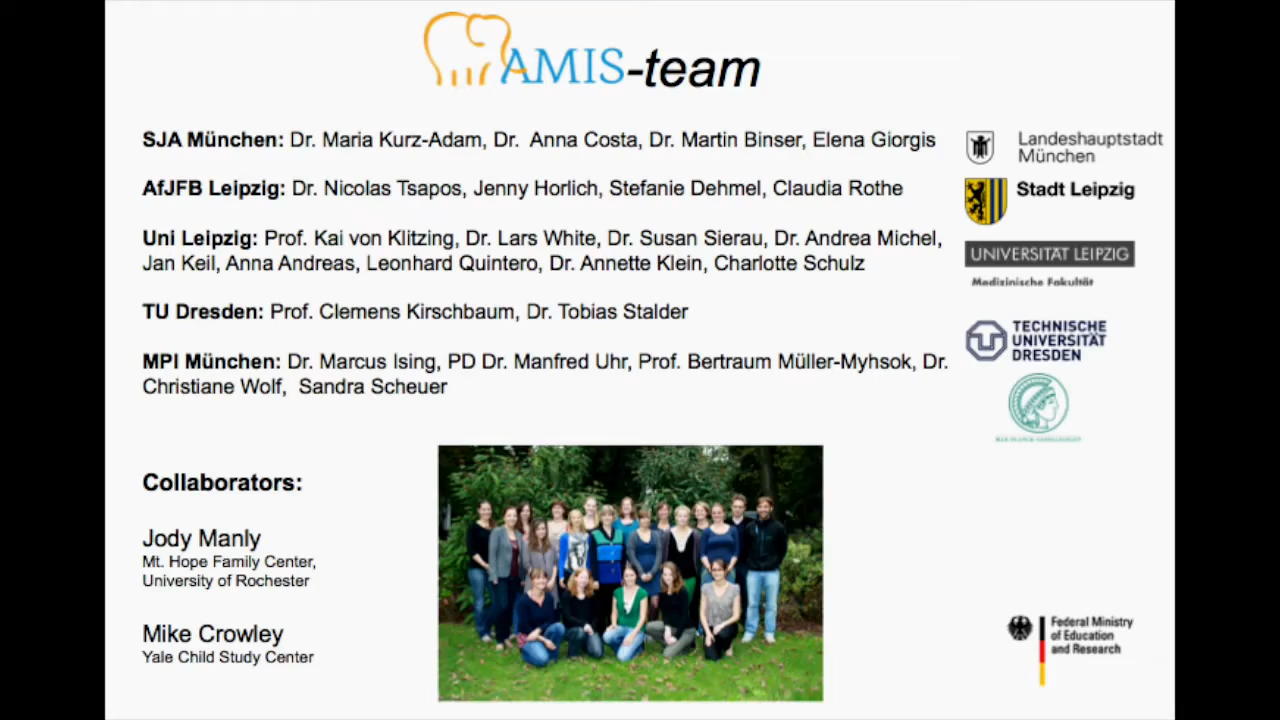 AMIS-team
SJA München: Dr. Maria Kurz-Adam, Dr. Anna Costa, Dr. Martin Binser, Elena Giorgis
AfJFB Leipzig: Dr. Nicolas Tsapos, Jenny Horlich, Stefanie Dehmel, Claudia Rothe
Uni Leipzig: Prof. Kai von Klitzing, Dr. Lars White, Dr. Susan Sierau, Dr. Andrea Michel,
Jan Keil, Anna Andreas, Leonhard Quintero, Dr. Annette Klein, Charlotte Schulz
TU Dresden: Prof. Clemens Kirschbaum, Dr. Tobias Stalder
MPI München: Dr. Marcus Ising, PD Dr. Manfred Uhr, Prof. Bertraum Müller-Myhsok, Dr.
Christiane Wolf, Sandra Scheuer
Landeshauptstadt
München
Stadt Leipzig
UNIVERSITÄT LEIPZIG
Medizinische Fakultät
TECHNISCHE
UNIVERSITÄT
DRESDEN
MAX-PLANCK-GESELLSCHAFT
Collaborators:
Jody Manly
Mt. Hope Family Center,
University of Rochester
Mike Crowley
Yale Child Study Center
Federal Ministry
of Education
and Research